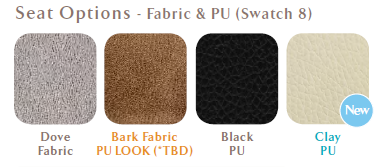 Seat Options - Fabric & PU (Swatch 8)
New
Dove
Fabric
Bark Fabric
PU LOOK (*TBD)
Black
PU
Clay
PU